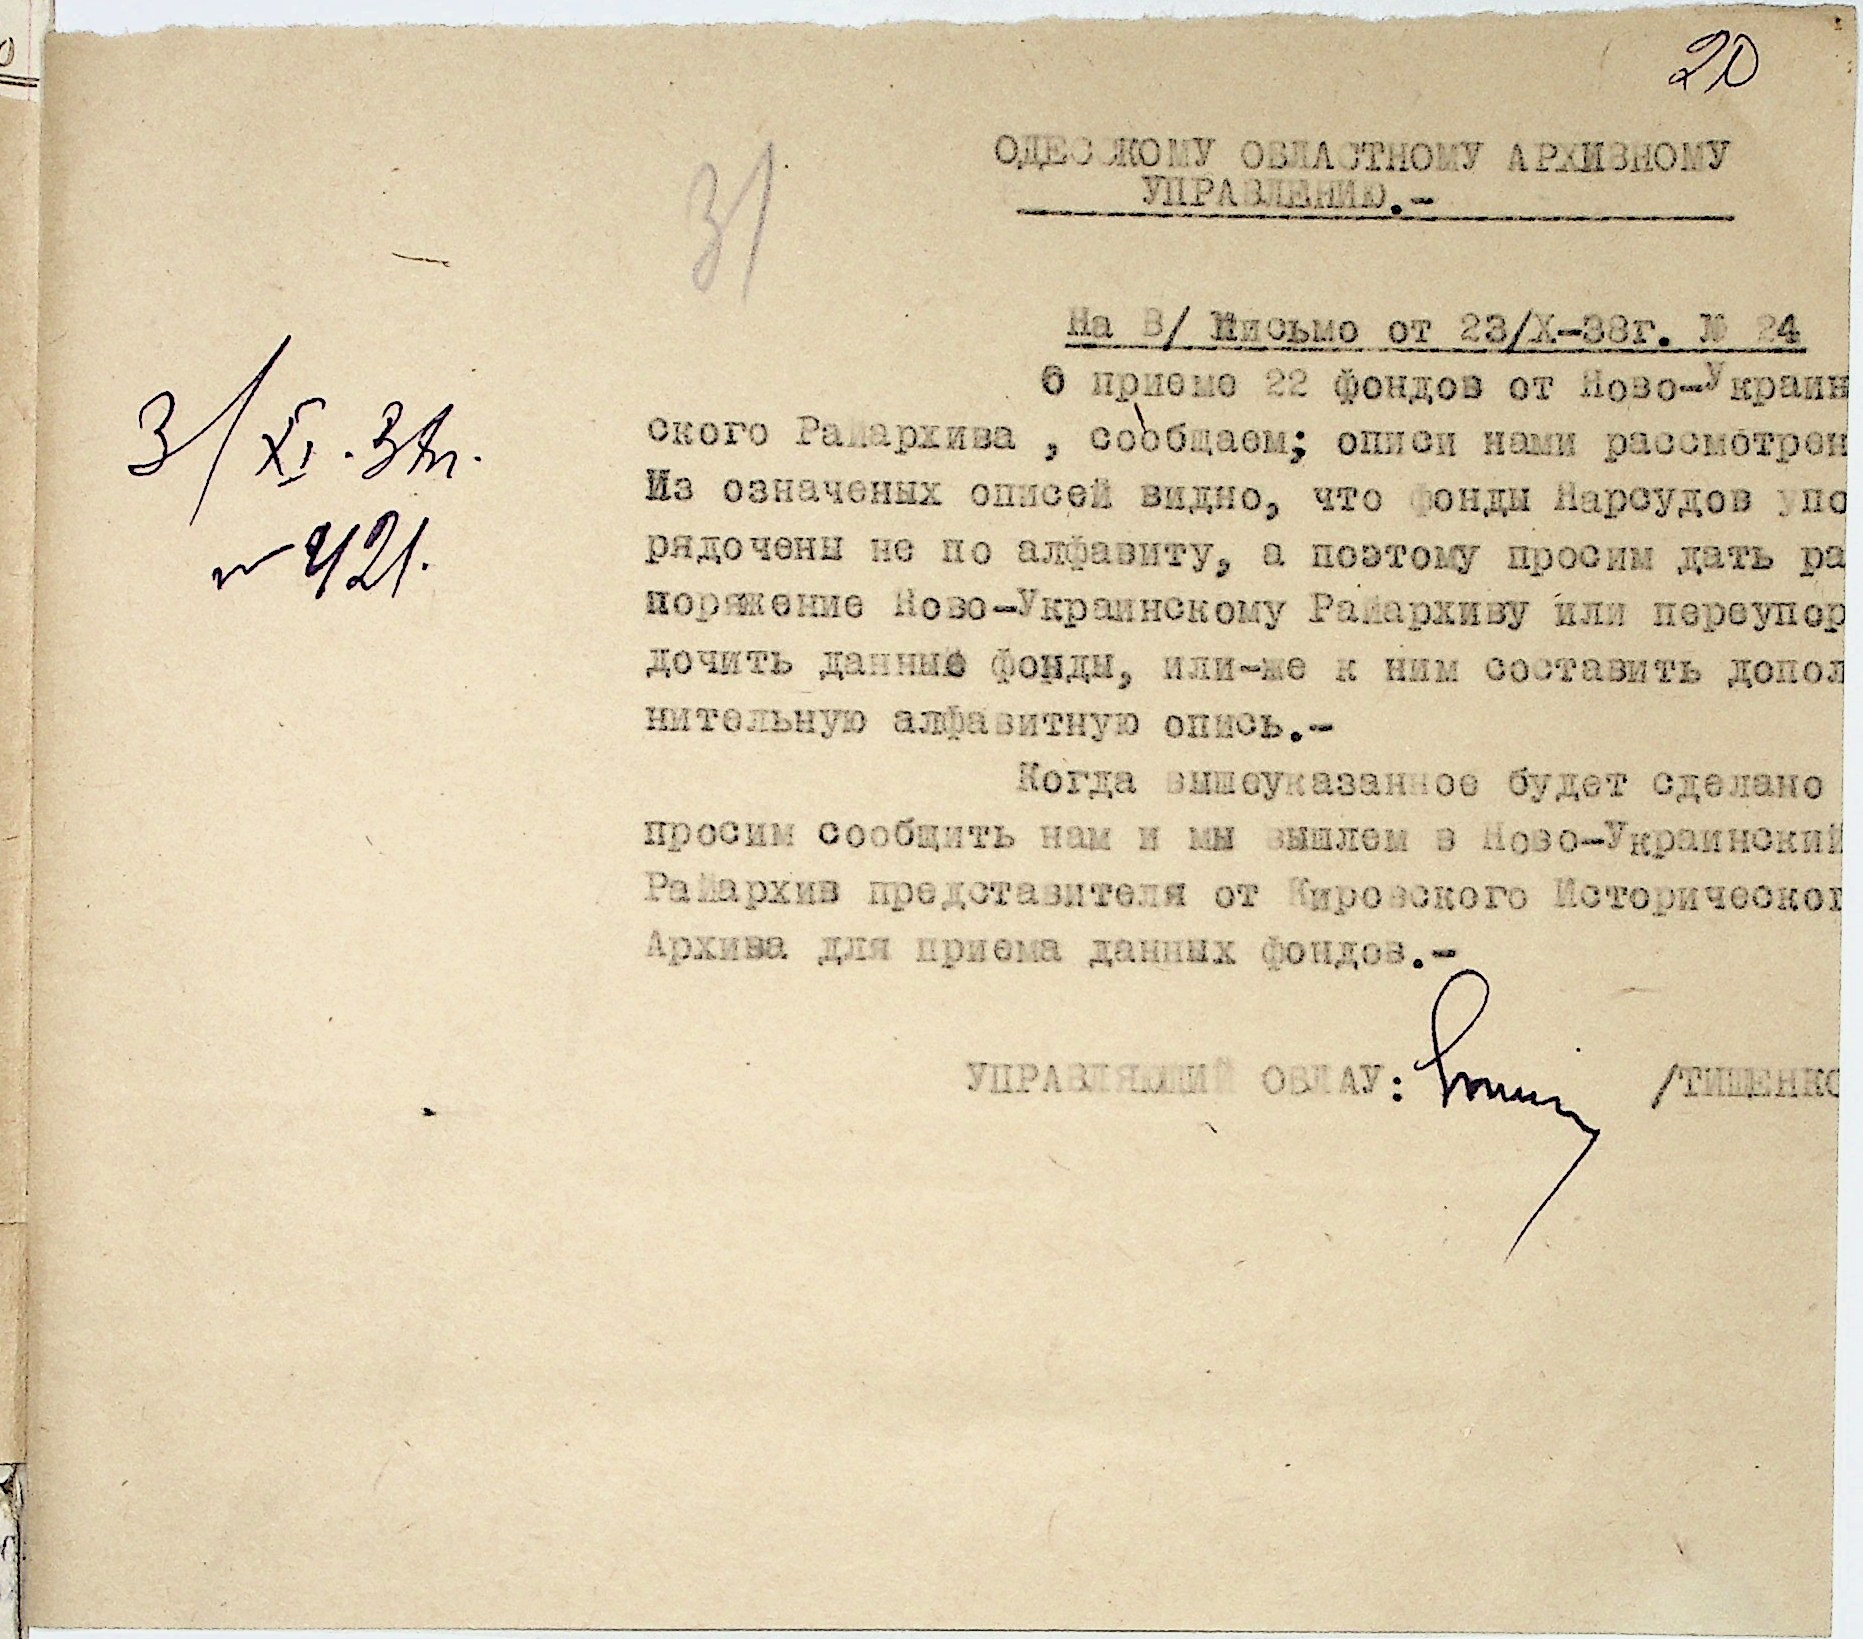 20
31
ОДЕССКОМУ ОБЛАСТНОМУ АРХИВНОМУ
УПРАВЛЕНИЮ.-
На В/ Письмо от 23/Х-38г. № 24
3/XI.38г.
№ 421.
О приеме 22 фондов от Ново-Украин
ского РаЙархива , сообщаем; описи нами рассмотрен
Из означеных описей видно, что фонды Нарсудов упо
рядочены не по алфавиту, а поэтому просим дать ра
поряжение Ново-Украинскому РаЙархиву или переупор
дочить данные фонды, или-же к ним составить допол
нительную алфавитную опись.-
Когда вышеуказанное будет сделано
просим сообщить нам и мы вышлем в Ново-Украинский
РаЙархив представителя от Кировского Историческог
Архива для приема данных фондов.-
УПРАВЛЯЮЩИЙ ОБЛАУ: /ТИЩЕНКО